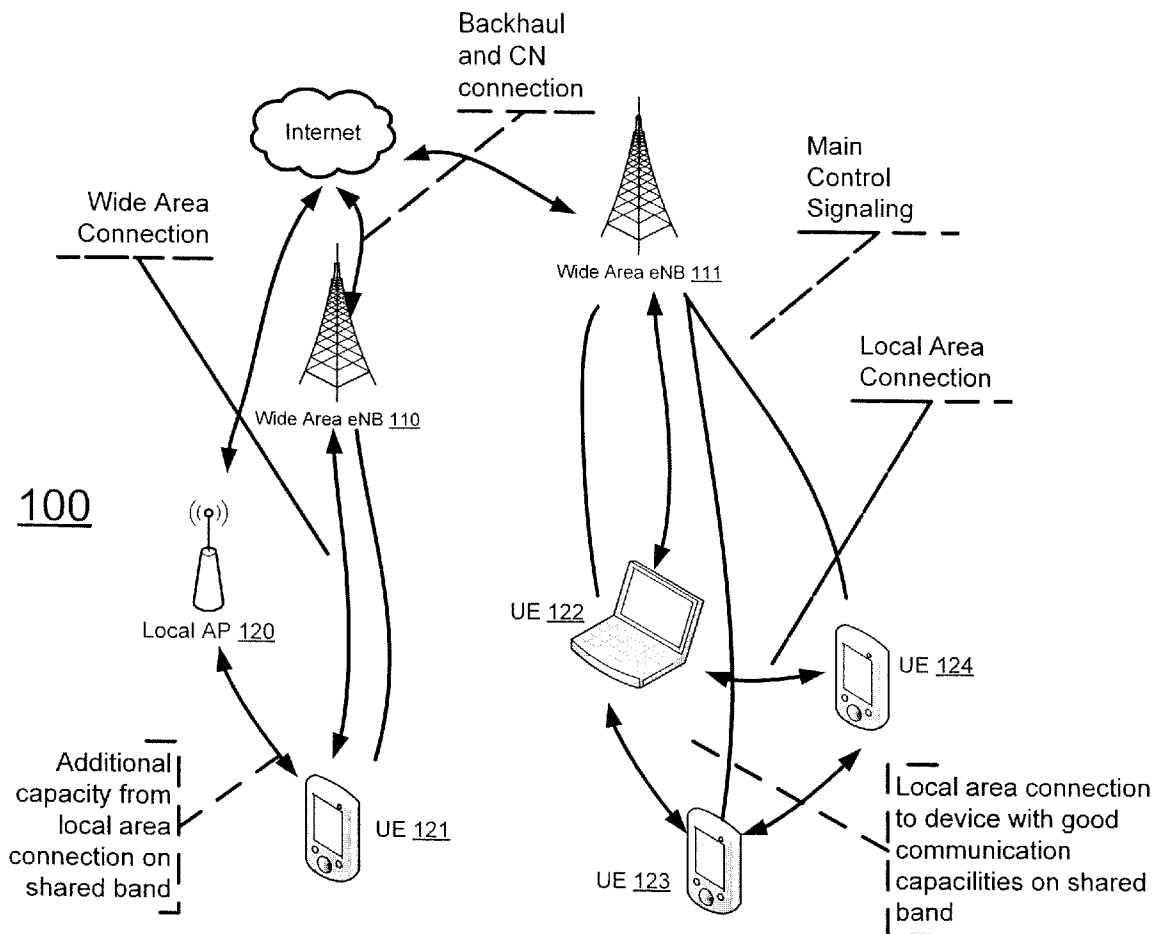 Backhaul
and CN
connection
Internet
Main
Control
Signaling
Wide Area
Connection
Wide Area eNB 111
Local Area
Connection
Wide Area eNB 110
100
UE 122
Local AP 120
UE 124
Additional
capacity from
local area
connection on
shared band
UE 121
Local area connection
to device with good
communication
capacilities on shared
band
UE 123